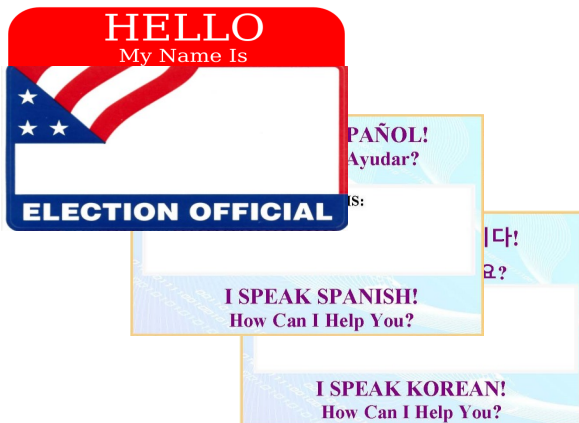 HELLO
My Name Is
ELECTION OFFICIAL
PAÑOL!
Ayudar?
IS:
I SPEAK SPANISH!
How Can I Help You?
니다!
요?
I SPEAK KOREAN!
How Can I Help You?